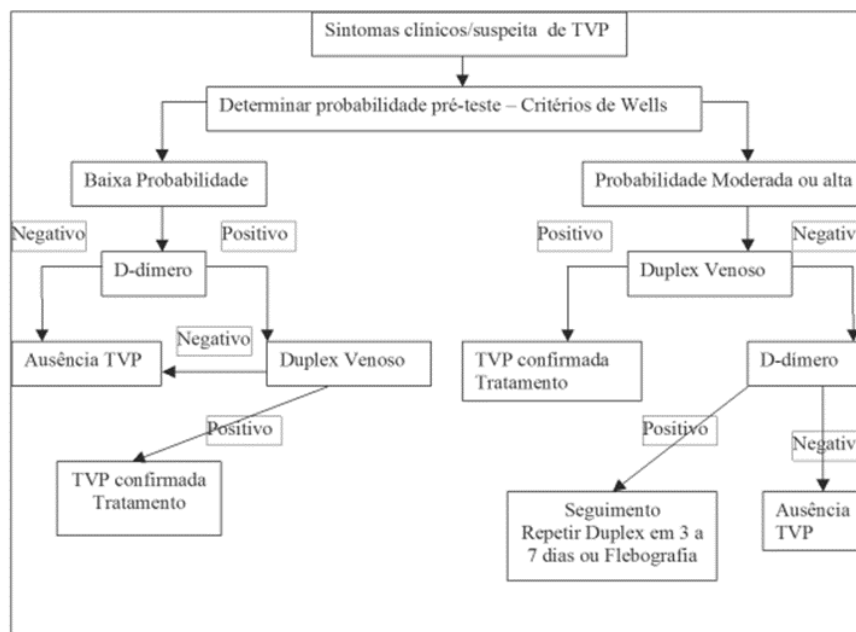 Sintomas clínicos/suspeita de TVP
Determinar probabilidade pré-teste – Critérios de Wells
Baixa Probabilidade
Probabilidade Moderada ou alta
Negativo
Positivo
Positivo
Negativ
D-dímero
Duplex Venoso
Ausência TVP
Negativo
Duplex Venoso
TVP confirmada
Tratamento
D-dímero
Positivo
Positivo
Negativo
TVP confirmada
Tratamento
Seguimento
Repetir Duplex em 3 a
7 dias ou Flebografia
Ausência
TVP